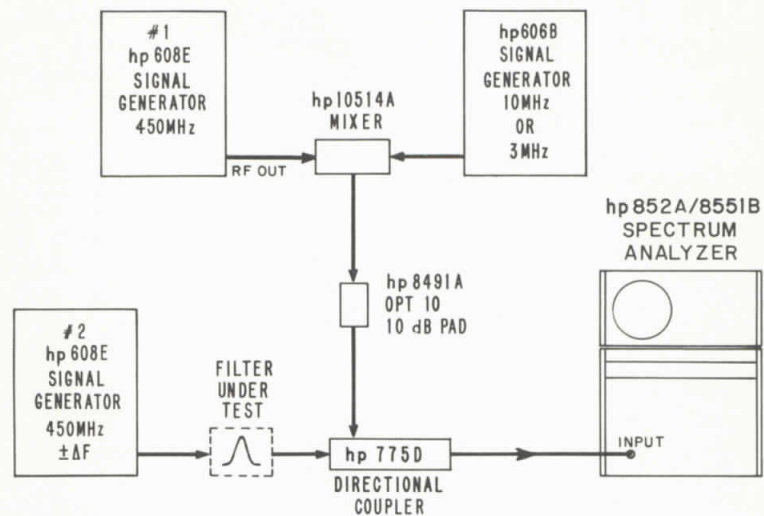 #1
hp 608E
SIGNAL
GENERATOR
450MHz
RF OUT
hp10514A
MIXER
hp606B
SIGNAL
GENERATOR
10MHz
OR
3MHz
hp 8491A
OPT 10
10 dB PAD
hp 852A/8551B
SPECTRUM
ANALYZER
INPUT
#2
hp 608E
SIGNAL
GENERATOR
450MHz
±ΔF
FILTER
UNDER
TEST
hp 775D
DIRECTIONAL
COUPLER